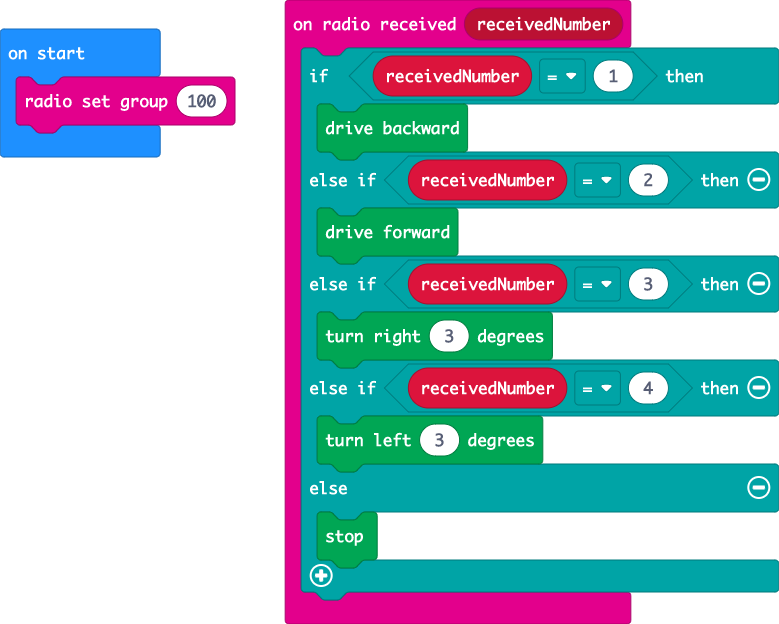 on start
radio set group 100
on radio received receivedNumber
if receivedNumber = 1 then
drive backward
else if receivedNumber = 2 then
drive forward
else if receivedNumber = 3 then
turn right 3 degrees
else if receivedNumber = 4 then
turn left 3 degrees
else
stop